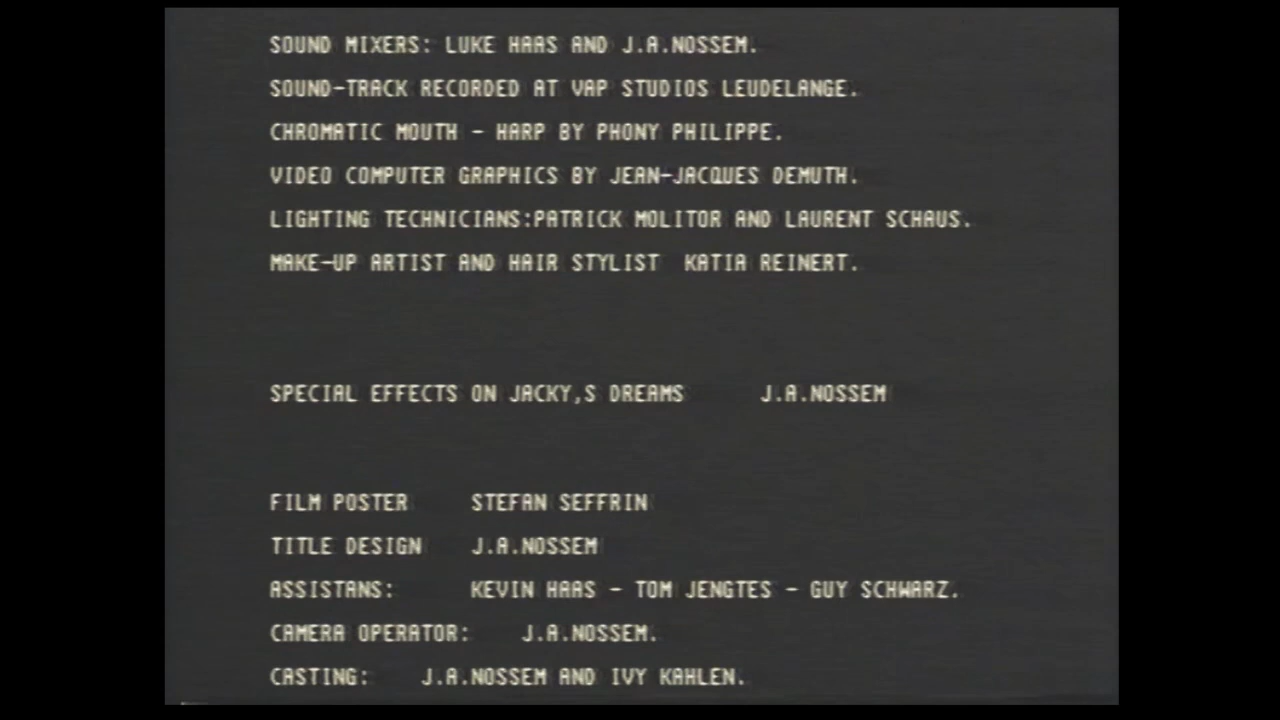 SOUND MIXERS: LUKE HAAS AND J.A.NOSSEM.
SOUND-TRACK RECORDED AT VAP STUDIOS LEUDELANGE.
CHROMATIC MOUTH - HARP BY PHONY PHILIPPE.
VIDEO COMPUTER GRAPHICS BY JEAN-JACQUES DEMUTH.
LIGHTING TECHNICIANS:PATRICK MOLITOR AND LAURENT SCHAUS.
MAKE-UP ARTIST AND HAIR STYLIST KATIA REINERT.
SPECIAL EFFECTS ON JACKY,S DREAMS J.A.NOSSEM
FILM POSTER STEFAN SEFFRIN
TITLE DESIGN J.A.NOSSEM
ASSISTANS: KEVIN HAAS - TOM JENGTES - GUY SCHWARZ.
CAMERA OPERATOR: J.A.NOSSEM.
CASTING: J.A.NOSSEM AND IVY KAHLEN.